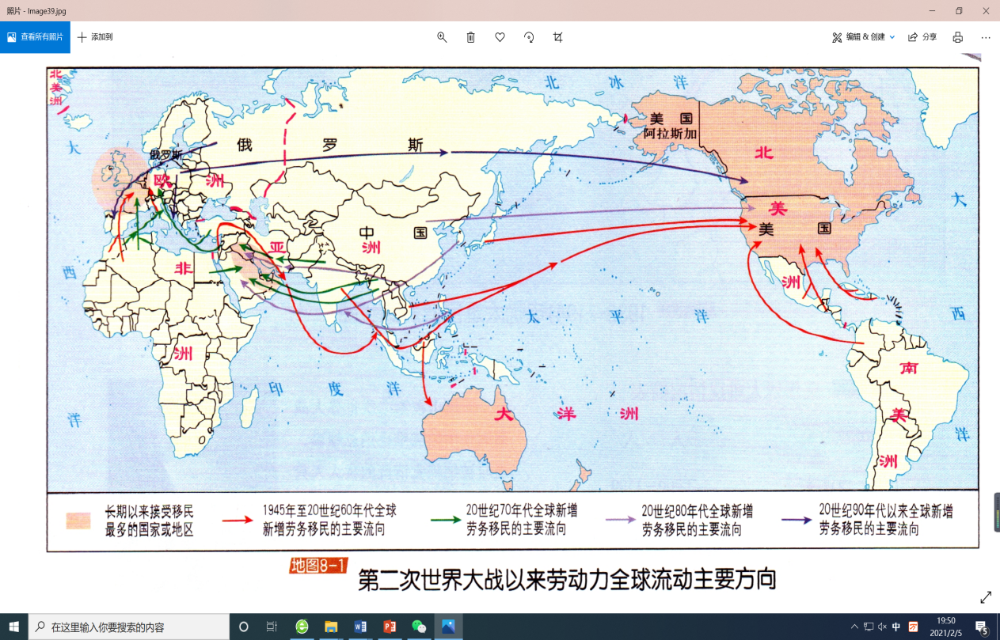 照片 - Image39.jpg
查看所有照片
添加到
编辑 & 创建
分享
北美洲
北冰洋
大西洋
俄罗斯
俄罗斯
欧洲
美国
阿拉斯加
北美洲
中国
亚洲
美国
非洲
太平洋
印度洋
大洋洲
南美洲
大西洋
长期以来接受移民
最多的国家或地区
1945年至20世纪60年代全球
新增劳务移民的主要流向
20世纪70年代全球新增
劳务移民的主要流向
20世纪80年代全球新增
劳务移民的主要流向
20世纪90年代以来全球新增
劳务移民的主要流向
地图8-1
第二次世界大战以来劳动力全球流动主要方向
在这里输入你要搜索的内容
中
19:50
2021/2/5
5